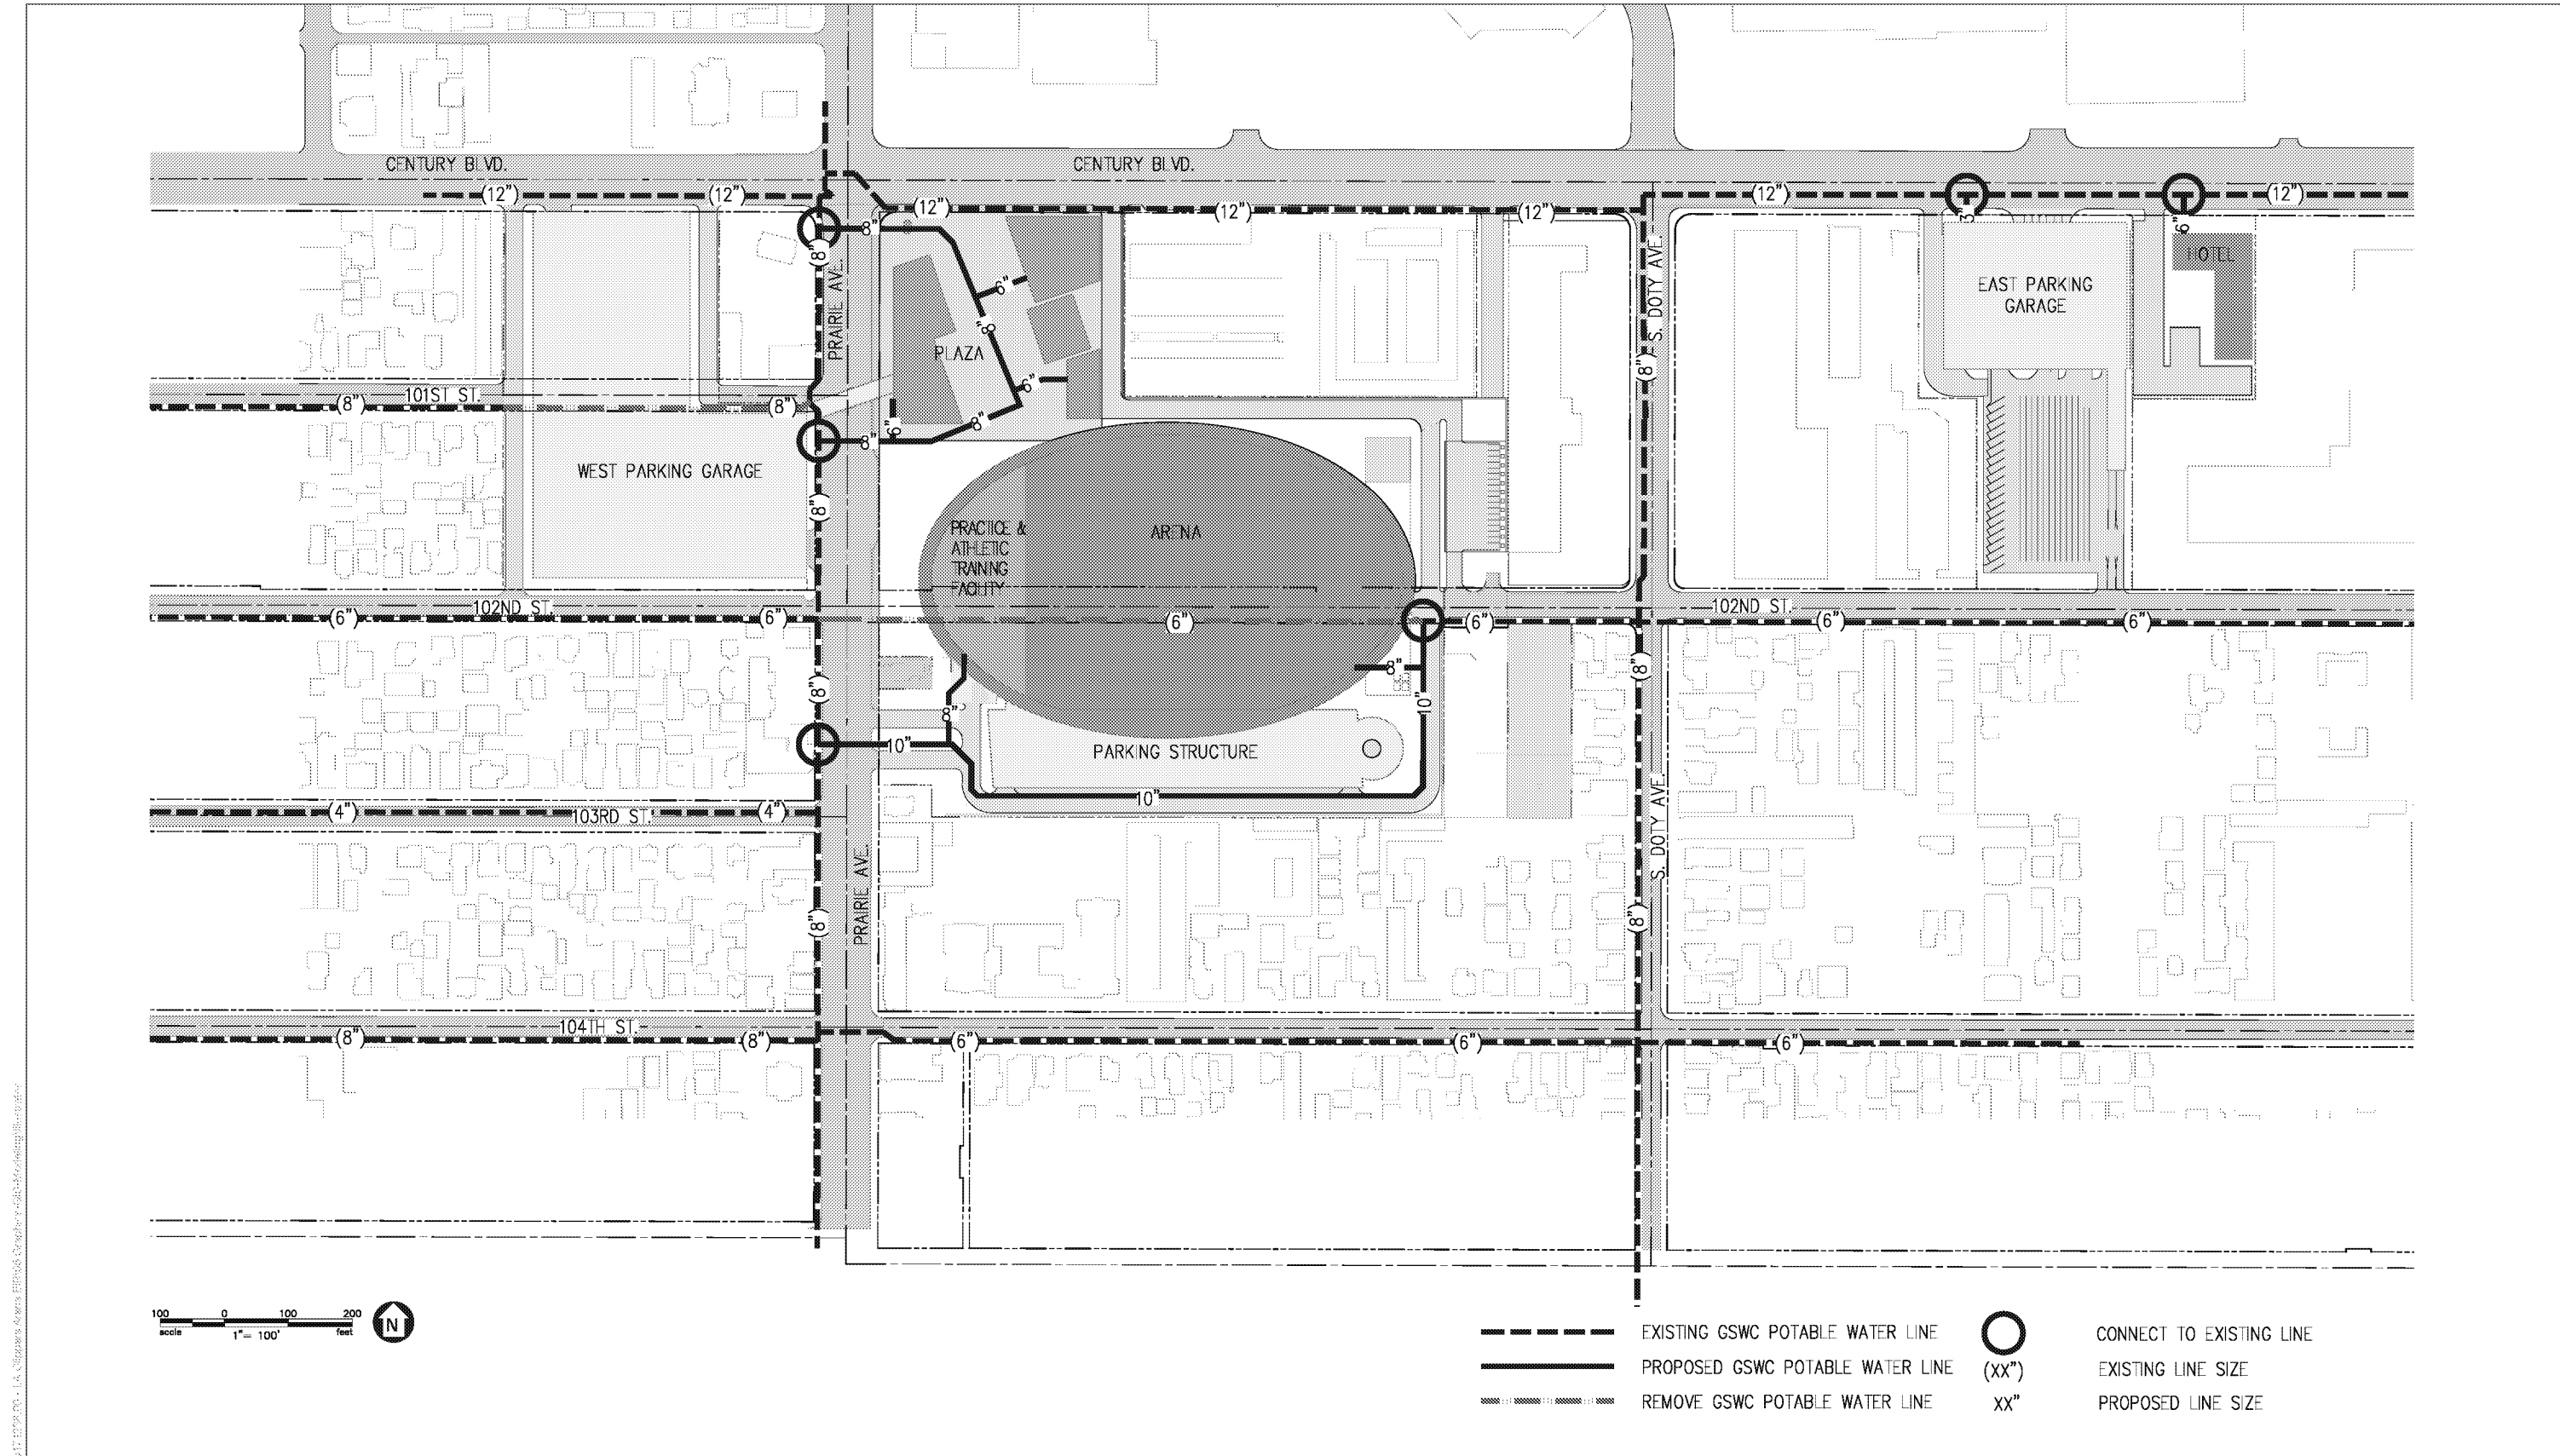 CENTURY BLVD.
CENTURY BLVD.
(12")
(12")
(12")
(12")
(12")
(12")
(12")
3"
6"
HOTEL
8"
(8")
PRAIRIE AVE.
6"
8"
PLAZA
6"
8"
6"
8"
S. DOTY AVE.
(8")
EAST PARKING
GARAGE
101ST ST.
(8")
(8")
WEST PARKING GARAGE
(8")
PRACTICE &
ATHLETIC
TRAINING
FACILITY
ARENA
102ND ST.
102ND ST.
(6")
(6")
(6")
(6")
(6")
(6")
(8")
(8")
8"
8"
10"
10"
PARKING STRUCTURE
10"
(4")
103RD ST.
(4")
S. DOTY AVE.
PRAIRIE AVE.
(8")
(8")
104TH ST.
(8")
(8")
(6")
(6")
(6")
100 0 100 200
scale 1"= 100' feet
N
EXISTING GSWC POTABLE WATER LINE
CONNECT TO EXISTING LINE
PROPOSED GSWC POTABLE WATER LINE
(XX") EXISTING LINE SIZE
REMOVE GSWC POTABLE WATER LINE
XX" PROPOSED LINE SIZE